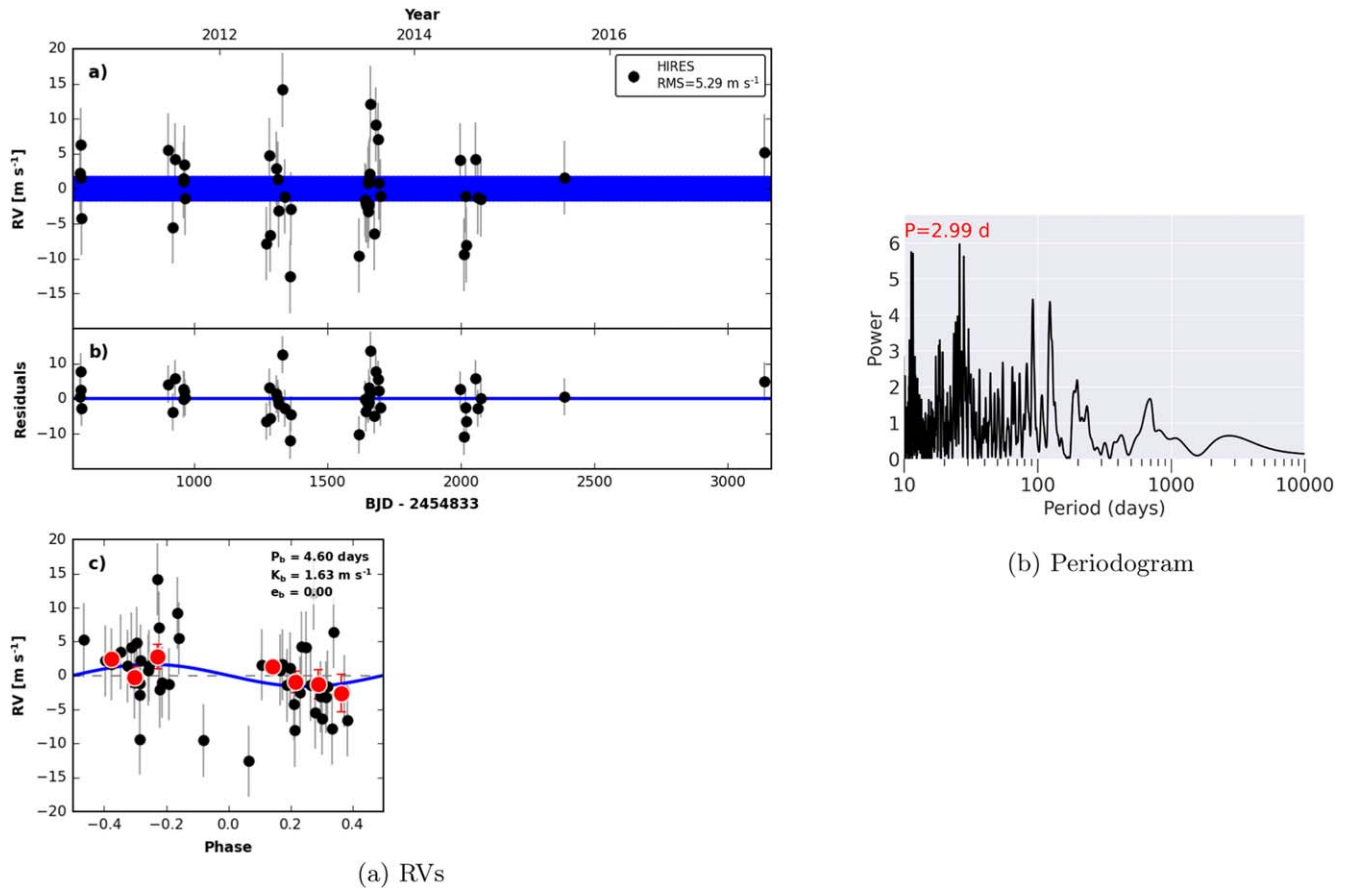 Year
2012 2014 2016
a)
HIRES
RMS=5.29 m s⁻¹
20
15
10
5
0
−5
−10
−15
RV [m s⁻¹]
b)
10
0
−10
Residuals
1000 1500 2000 2500 3000
BJD - 2454833
c)
P_b = 4.60 days
K_b = 1.63 m s⁻¹
e_b = 0.00
20
15
10
5
0
−5
−10
−15
−20
RV [m s⁻¹]
−0.4 −0.2 0.0 0.2 0.4
Phase
(a) RVs
P=2.99 d
6
5
4
3
2
1
0
Power
10 100 1000 10000
Period (days)
(b) Periodogram